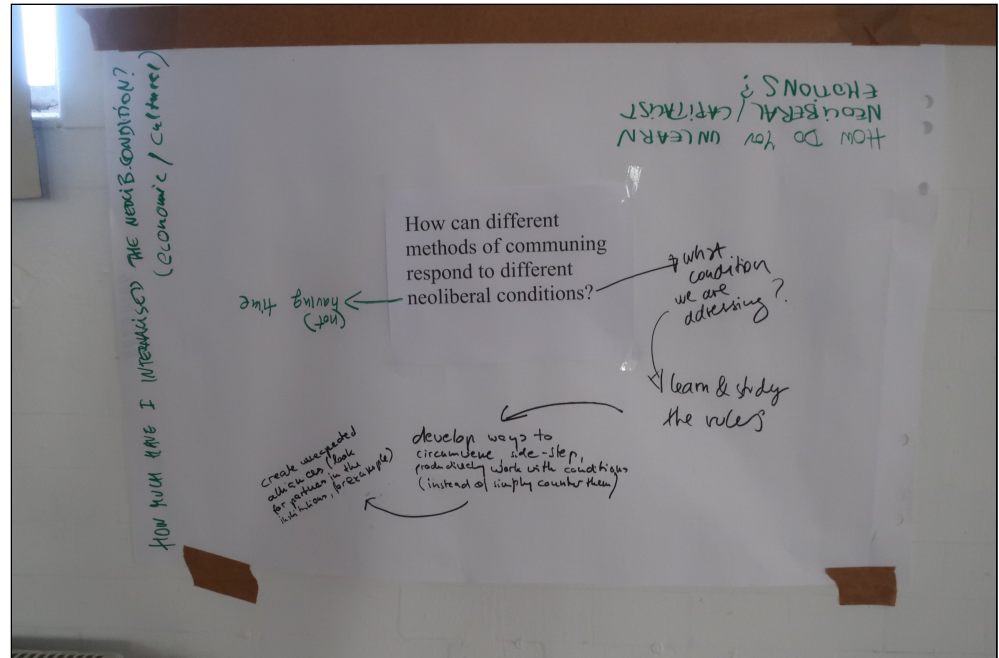 How can different
methods of communing
respond to different
neoliberal conditions?
what
condition
we are
adressing?
learn & study
the rules
develop ways to
circumvene, side-step,
productively work with conditions
(instead of simply counter them)
create unexpected
alliances (look
for partners in the
institutions, for example)
(not)
having
time
HOW DO YOU UNLEARN
NEOLIBERAL / CAPITALIST
EMOTIONS?
HOW MUCH HAVE I INTERNALISED THE NEOLIB. CONDITION?
(economic / cultural)